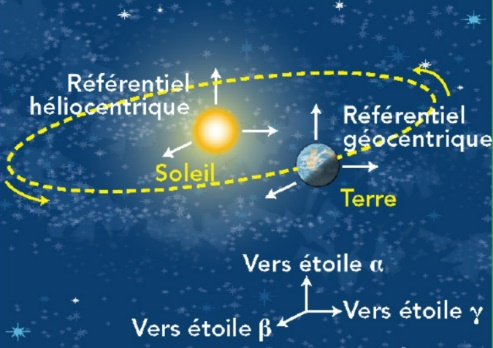 Référentiel
héliocentrique
Référentiel
géocentrique
Soleil
Terre
Vers étoile α
Vers étoile γ
Vers étoile β